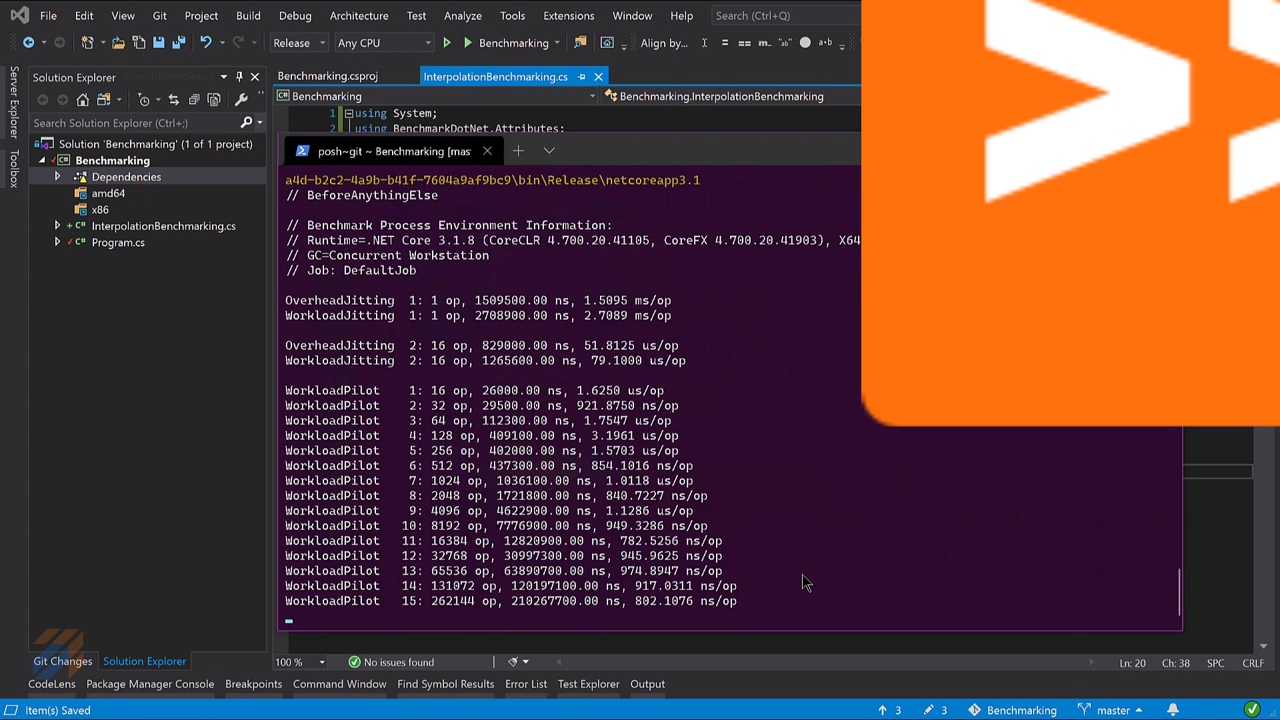 File Edit View Git Project Build Debug Architecture Test Analyze Tools Extensions Window Help Search (Ctrl+Q)
Release Any CPU Benchmarking Align by...
Server Explorer
Toolbox
Solution Explorer
Search Solution Explorer (Ctrl+;)
Solution 'Benchmarking' (1 of 1 project)
Benchmarking
Dependencies
amd64
x86
InterpolationBenchmarking.cs
Program.cs
Benchmarking.csproj InterpolationBenchmarking.cs
Benchmarking Benchmarking.InterpolationBenchmarking
1 using System;
2 using BenchmarkDotNet.Attributes;
posh~git ~ Benchmarking [mas
a4d-b2c2-4a9b-b41f-7604a9af9bc9\bin\Release\netcoreapp3.1
// BeforeAnythingElse
// Benchmark Process Environment Information:
// Runtime=.NET Core 3.1.8 (CoreCLR 4.700.20.41105, CoreFX 4.700.20.41903), X64
// GC=Concurrent Workstation
// Job: DefaultJob
OverheadJitting 1: 1 op, 1509500.00 ns, 1.5095 ms/op
WorkloadJitting 1: 1 op, 2708900.00 ns, 2.7089 ms/op
OverheadJitting 2: 16 op, 829000.00 ns, 51.8125 us/op
WorkloadJitting 2: 16 op, 1265600.00 ns, 79.1000 us/op
WorkloadPilot 1: 16 op, 26000.00 ns, 1.6250 us/op
WorkloadPilot 2: 32 op, 29500.00 ns, 921.8750 ns/op
WorkloadPilot 3: 64 op, 112300.00 ns, 1.7547 us/op
WorkloadPilot 4: 128 op, 409100.00 ns, 3.1961 us/op
WorkloadPilot 5: 256 op, 402000.00 ns, 1.5703 us/op
WorkloadPilot 6: 512 op, 437300.00 ns, 854.1016 ns/op
WorkloadPilot 7: 1024 op, 1036100.00 ns, 1.0118 us/op
WorkloadPilot 8: 2048 op, 1721800.00 ns, 840.7227 ns/op
WorkloadPilot 9: 4096 op, 4622900.00 ns, 1.1286 us/op
WorkloadPilot 10: 8192 op, 7776900.00 ns, 949.3286 ns/op
WorkloadPilot 11: 16384 op, 12820900.00 ns, 782.5256 ns/op
WorkloadPilot 12: 32768 op, 30997300.00 ns, 945.9625 ns/op
WorkloadPilot 13: 65536 op, 63890700.00 ns, 974.8947 ns/op
WorkloadPilot 14: 131072 op, 120197100.00 ns, 917.0311 ns/op
WorkloadPilot 15: 262144 op, 210267700.00 ns, 802.1076 ns/op
Git Changes Solution Explorer 100 % No issues found Ln: 20 Ch: 38 SPC CRLF
CodeLens Package Manager Console Breakpoints Command Window Find Symbol Results Error List Test Explorer Output
Item(s) Saved 3 3 Benchmarking master